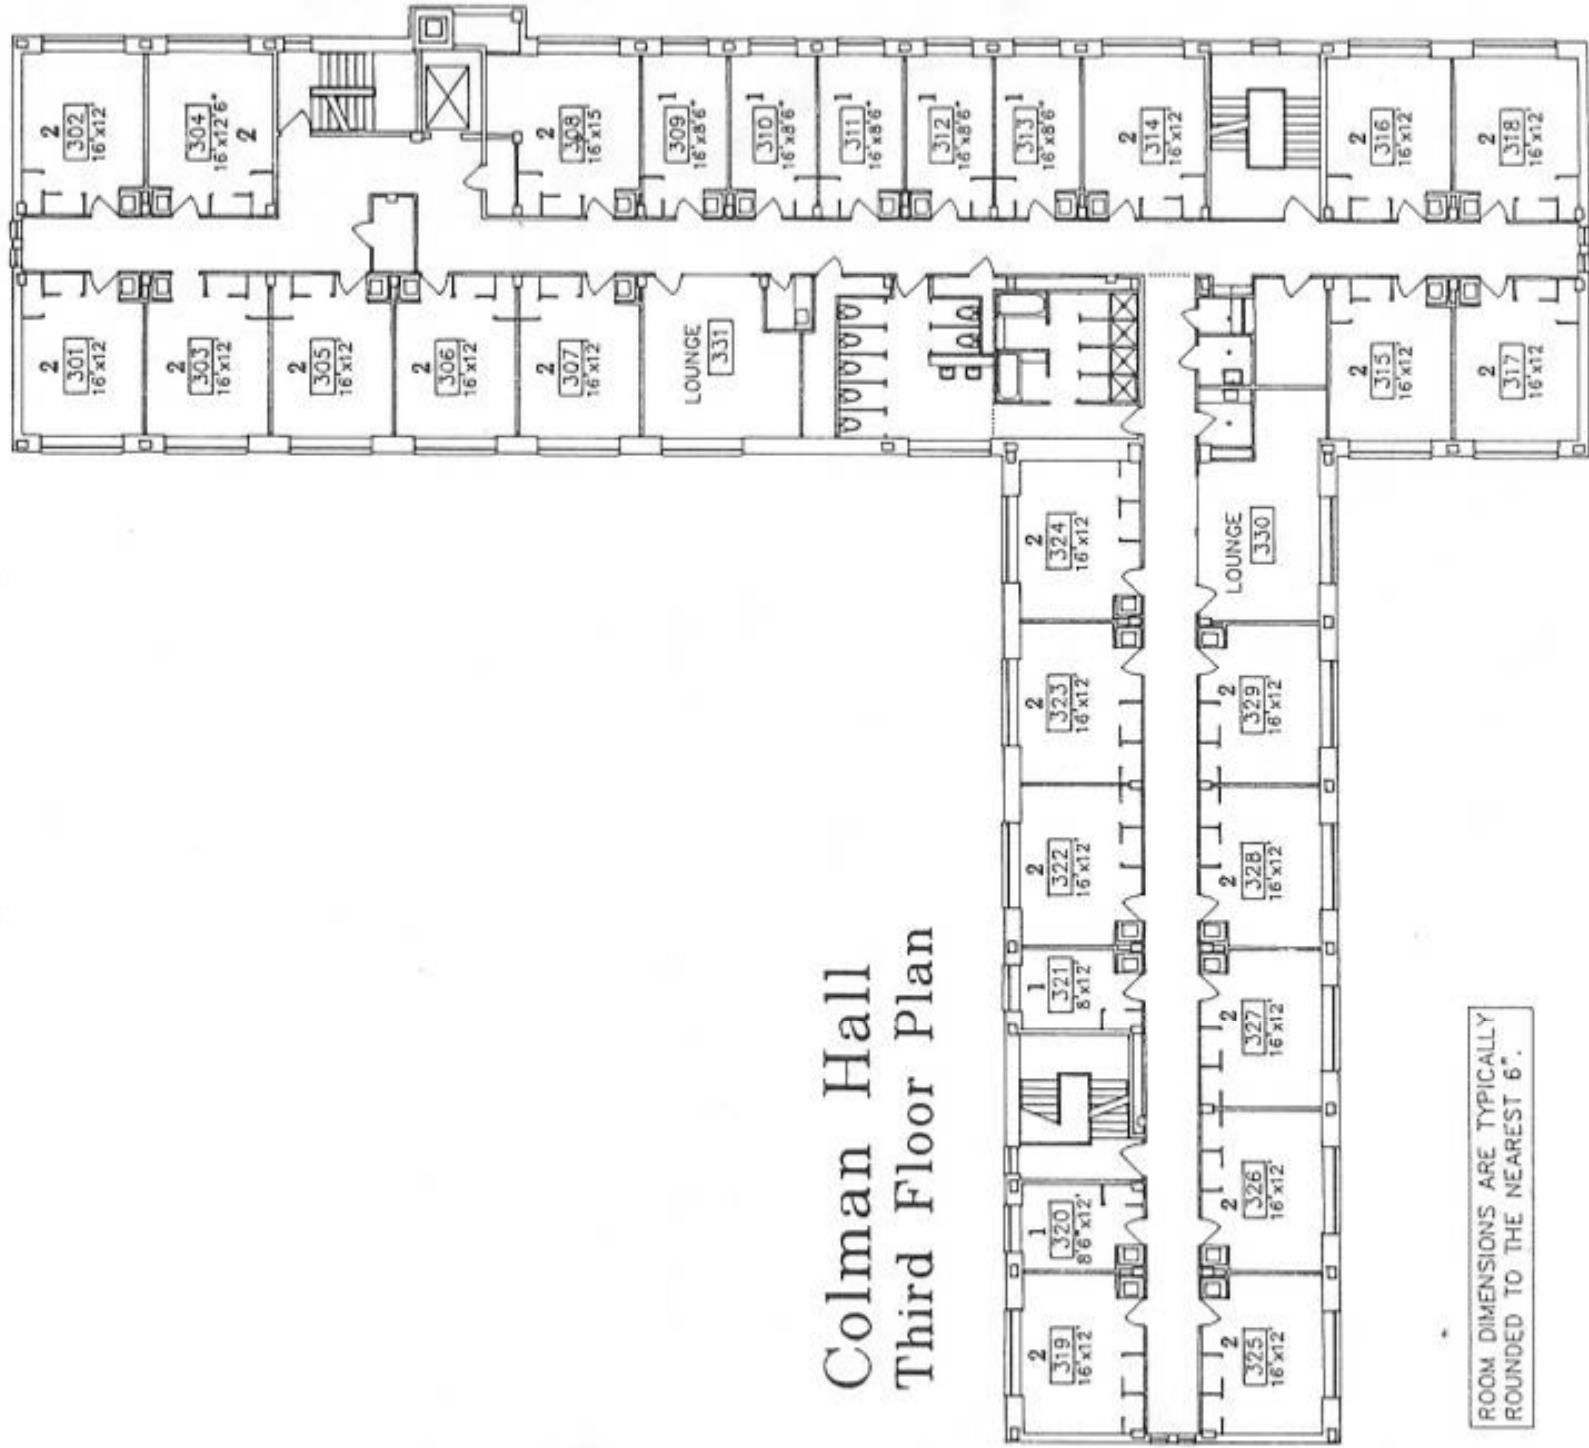 Colman Hall
Third Floor Plan
2
302
16'x12'
2
301
16'x12'
304
16'x12'6"
2
2
303
16'x12'
2
305
16'x12'
2
306
16'x12'
2
308
16'x15'
2
307
16'x12'
1
309
16'x8'6"
LOUNGE
331
1
310
16'x8'6"
1
311
16'x8'6"
1
312
16'x8'6"
1
313
16'x8'6"
2
314
16'x12'
2
316
16'x12'
2
315
16'x12'
2
318
16'x12'
2
317
16'x12'
2
324
16'x12'
LOUNGE
330
2
323
16'x12'
2
329
16'x12'
2
322
16'x12'
2
328
16'x12'
1
321
8'x12'
2
327
16'x12'
1
320
8'6"x12'
2
326
16'x12'
2
319
16'x12'
2
325
16'x12'
ROOM DIMENSIONS ARE TYPICALLY
ROUNDED TO THE NEAREST 6".